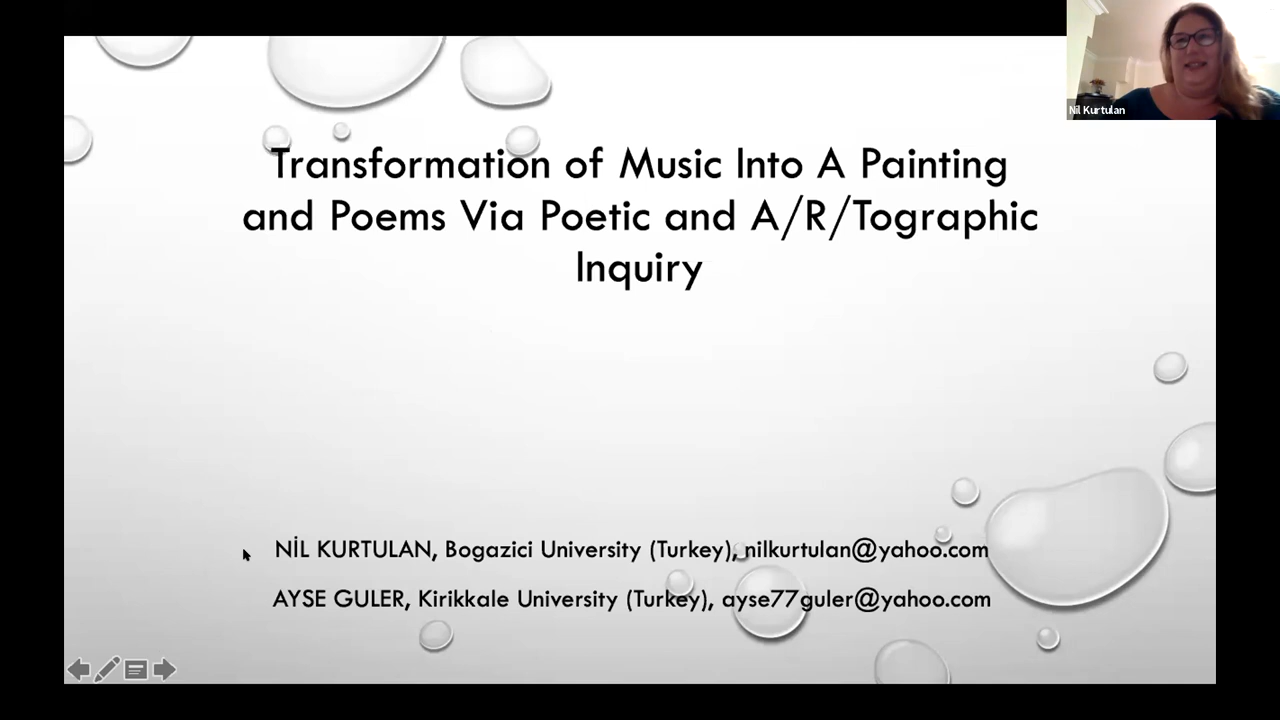 Nil Kurtulan
Transformation of Music Into A Painting
and Poems Via Poetic and A/R/Tographic
Inquiry
NİL KURTULAN, Bogazici University (Turkey), nilkurtulan@yahoo.com
AYSE GULER, Kirikkale University (Turkey), ayse77guler@yahoo.com